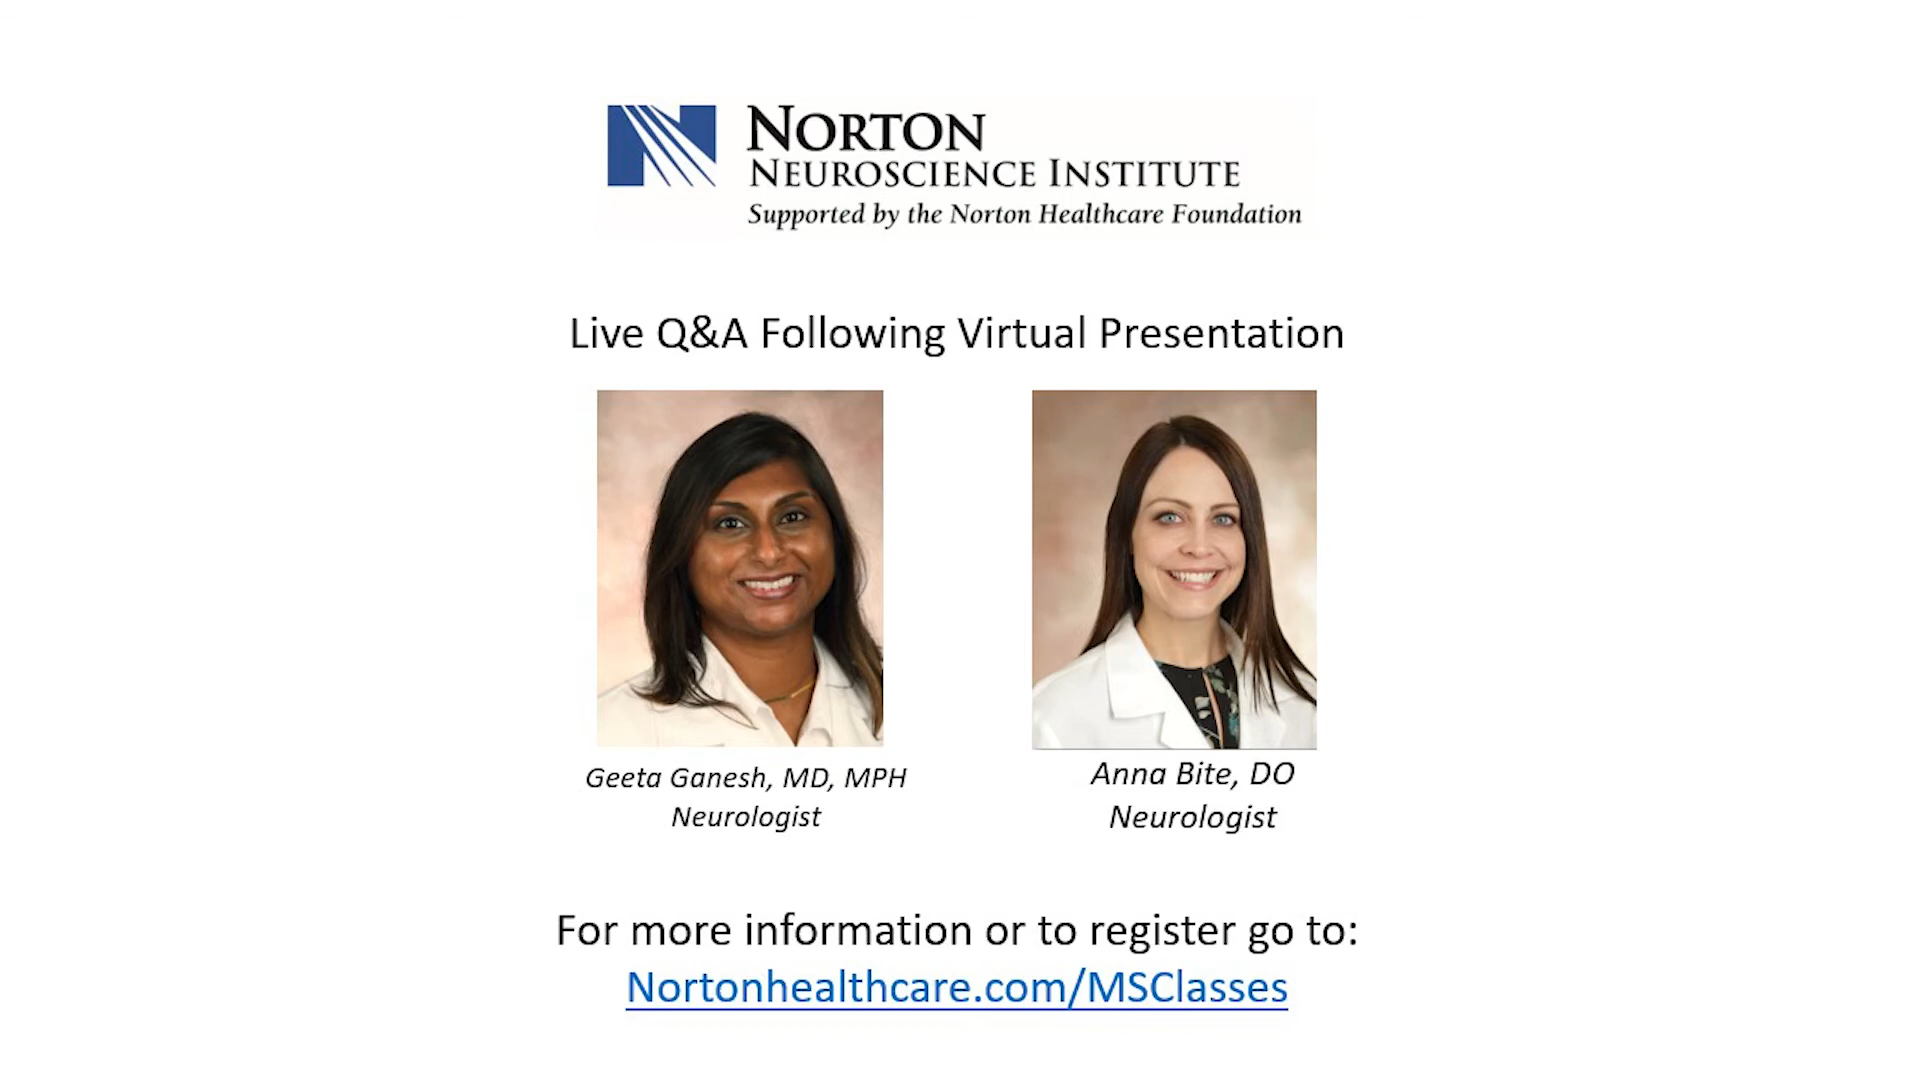 NORTON
NEUROSCIENCE INSTITUTE
Supported by the Norton Healthcare Foundation
Live Q&A Following Virtual Presentation
Geeta Ganesh, MD, MPH
Neurologist
Anna Bite, DO
Neurologist
For more information or to register go to:
Nortonhealthcare.com/MSClasses